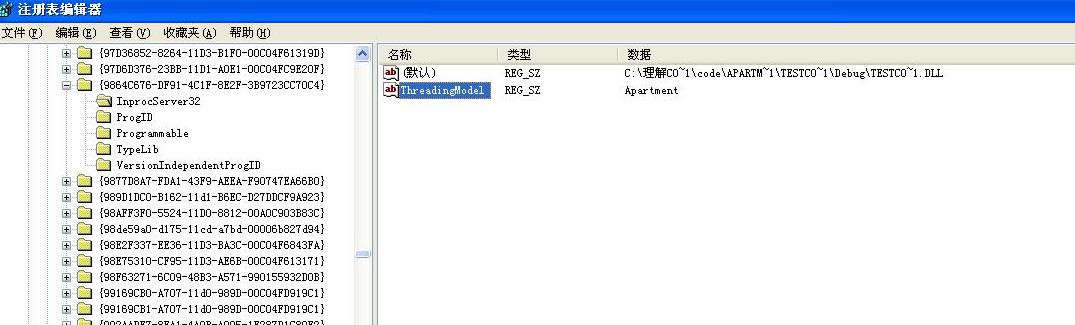 注册表编辑器
文件(F) 编辑(E) 查看(V) 收藏夹(A) 帮助(H)
{97D36852-8264-11D3-B1F0-00C04F61319D}
{97D6D376-23BB-11D1-A0E1-00C04FC9E20F}
{9864C676-DF91-4C1F-8E2F-3B9723CC70C4}
InprocServer32
ProgID
Programmable
TypeLib
VersionIndependentProgID
{9877D8A7-FDA1-43F9-AEEA-F90747EA66B0}
{989D1DC0-B162-11d1-B6EC-D27DDCF9A923}
{98AFF3F0-5524-11D0-8812-00A0C903B83C}
{98de59a0-d175-11cd-a7bd-00006b827d94}
{98E2F337-EE36-11D3-BA3C-00C04F6843FA}
{98E75310-CF95-11D3-AE6B-00C04F613171}
{98F63271-6C09-48B3-A571-990155932D0B}
{99169CB0-A707-11d0-989D-00C04FD919C1}
{99169CB1-A707-11d0-989D-00C04FD919C1}
名称 类型 数据
(默认) REG_SZ C:\理解CO~1\code\APARTM~1\TESTCO~1\Debug\TESTCO~1.DLL
ThreadingModel REG_SZ Apartment